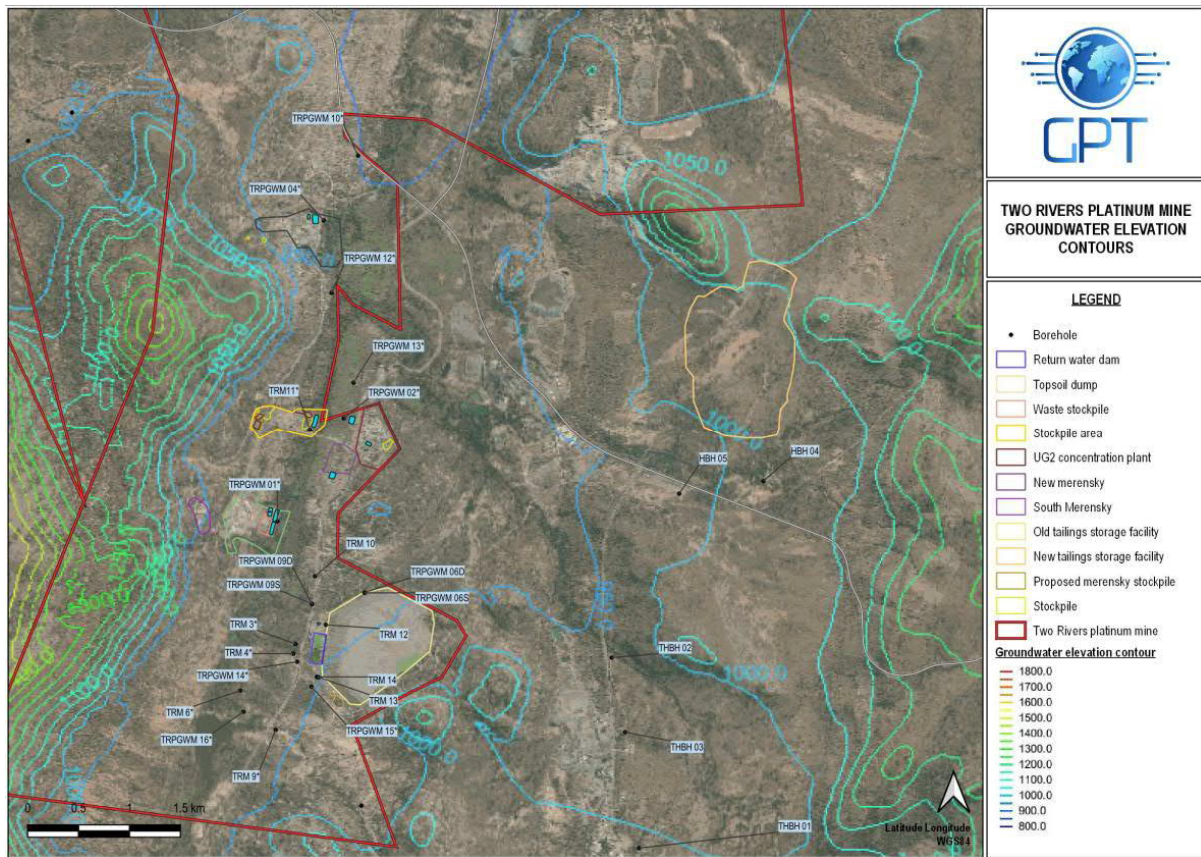 TRPGWM 10*
TRPGWM 04*
TRPGWM 12*
TRPGWM 13*
TRM11*
TRPGWM 02*
TRPGWM 01*
TRM 10
TRPGWM 09D
TRPGWM 06D
TRPGWM 09S
TRPGWM 06S
TRM 3*
TRM 12
TRM 4*
TRPGWM 14*
TRM 14
TRM 13
TRM 6*
TRPGWM 15*
TRPGWM 16*
TRM 9*
HBH 05
HBH 04
THBH 02
THBH 03
THBH 01
1050.0
1000.0
1000.0
0 0.5 1 1.5 km
Latitude Longitude
WGS84
GPT
TWO RIVERS PLATINUM MINE
GROUNDWATER ELEVATION
CONTOURS
LEGEND
Borehole
Return water dam
Topsoil dump
Waste stockpile
Stockpile area
UG2 concentration plant
New merensky
South Merensky
Old tailings storage facility
New tailings storage facility
Proposed merensky stockpile
Stockpile
Two Rivers platinum mine
Groundwater elevation contour
1800.0
1700.0
1600.0
1500.0
1400.0
1300.0
1200.0
1100.0
1000.0
900.0
800.0